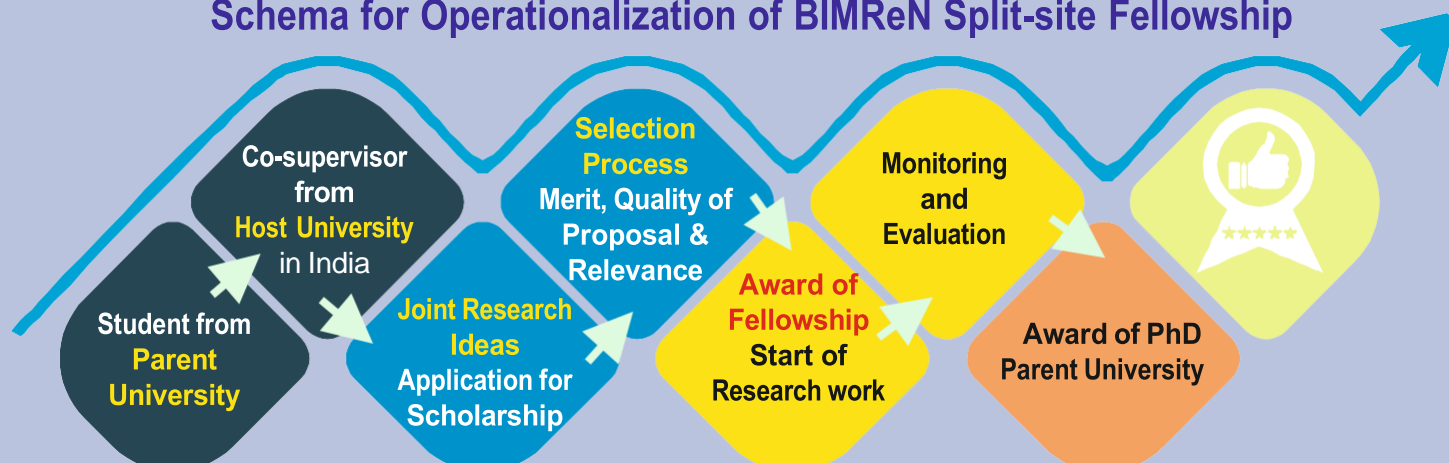 Schema for Operationalization of BIMReN Split-site Fellowship
Student from
Parent
University
Co-supervisor
from
Host University
in India
Joint Research
Ideas
Application for
Scholarship
Selection
Process
Merit, Quality of
Proposal &
Relevance
Award of
Fellowship
Start of
Research work
Monitoring
and
Evaluation
Award of PhD
Parent University